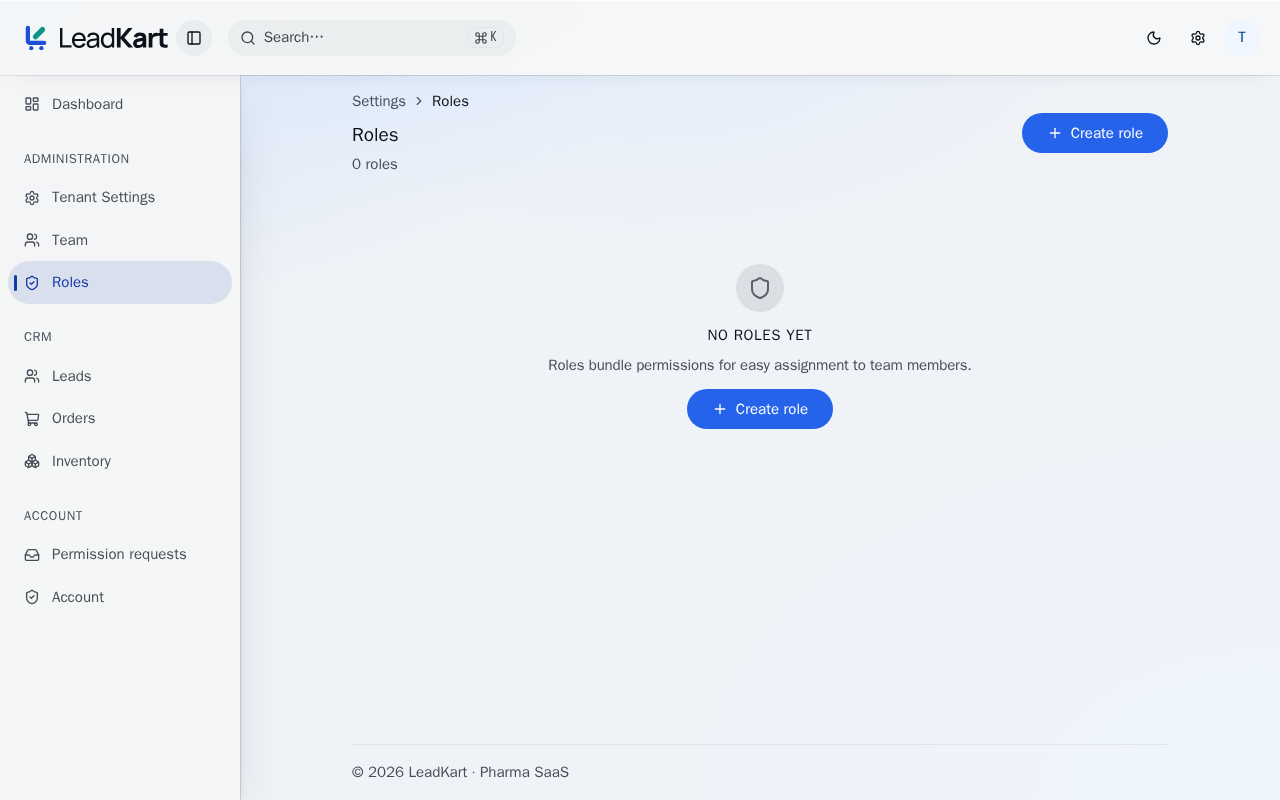 LeadKart
Search···
⌘ K
T
Dashboard
ADMINISTRATION
Tenant Settings
Team
Roles
CRM
Leads
Orders
Inventory
ACCOUNT
Permission requests
Account
Settings > Roles
Roles
0 roles
+ Create role
NO ROLES YET
Roles bundle permissions for easy assignment to team members.
+ Create role
© 2026 LeadKart · Pharma SaaS